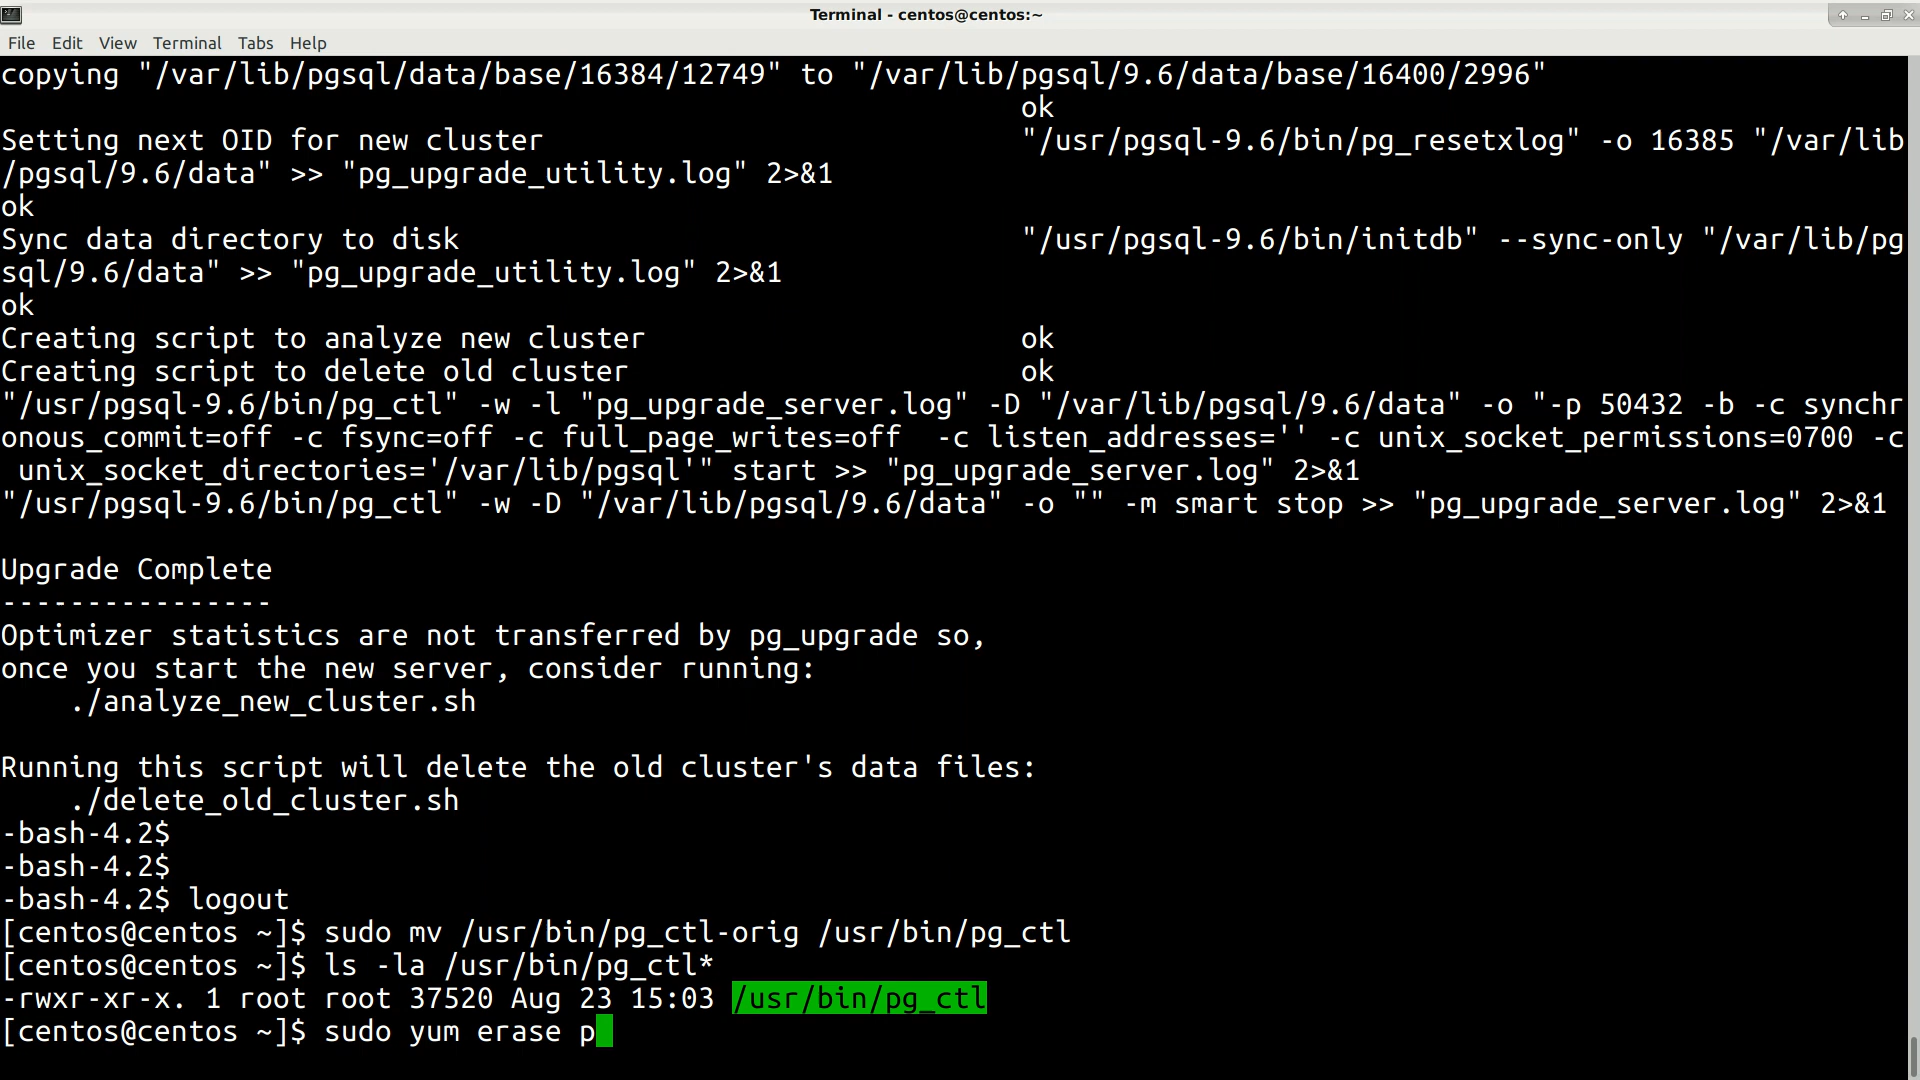 Terminal - centos@centos:~
File Edit View Terminal Tabs Help
copying "/var/lib/pgsql/data/base/16384/12749" to "/var/lib/pgsql/9.6/data/base/16400/2996"
ok
Setting next OID for new cluster "/usr/pgsql-9.6/bin/pg_resetxlog" -o 16385 "/var/lib
/pgsql/9.6/data" >> "pg_upgrade_utility.log" 2>&1
ok
Sync data directory to disk "/usr/pgsql-9.6/bin/initdb" --sync-only "/var/lib/pg
sql/9.6/data" >> "pg_upgrade_utility.log" 2>&1
ok
Creating script to analyze new cluster ok
Creating script to delete old cluster ok
"/usr/pgsql-9.6/bin/pg_ctl" -w -l "pg_upgrade_server.log" -D "/var/lib/pgsql/9.6/data" -o "-p 50432 -b -c synchr
onous_commit=off -c fsync=off -c full_page_writes=off  -c listen_addresses='' -c unix_socket_permissions=0700 -c
 unix_socket_directories='/var/lib/pgsql'" start >> "pg_upgrade_server.log" 2>&1
"/usr/pgsql-9.6/bin/pg_ctl" -w -D "/var/lib/pgsql/9.6/data" -o "" -m smart stop >> "pg_upgrade_server.log" 2>&1
Upgrade Complete
----------------
Optimizer statistics are not transferred by pg_upgrade so,
once you start the new server, consider running:
    ./analyze_new_cluster.sh
Running this script will delete the old cluster's data files:
    ./delete_old_cluster.sh
-bash-4.2$
-bash-4.2$
-bash-4.2$ logout
[centos@centos ~]$ sudo mv /usr/bin/pg_ctl-orig /usr/bin/pg_ctl
[centos@centos ~]$ ls -la /usr/bin/pg_ctl*
-rwxr-xr-x. 1 root root 37520 Aug 23 15:03 /usr/bin/pg_ctl
[centos@centos ~]$ sudo yum erase p